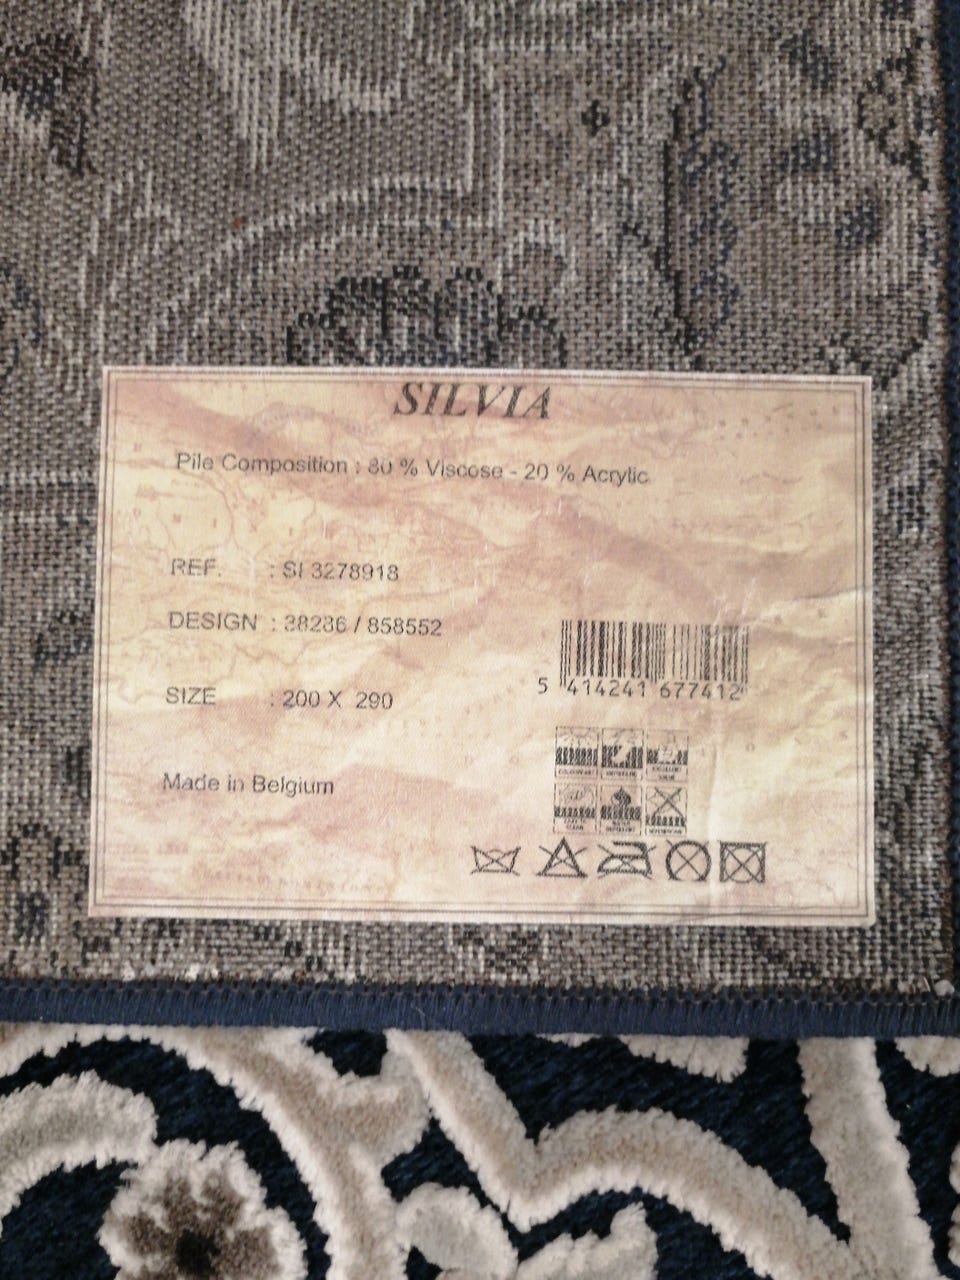 SILVIA
Pile Composition : 80 % Viscose - 20 % Acrylic
REF. : SI 3278918
DESIGN : 38236 / 858552
SIZE : 200 X 290
5 414241 677412
Made in Belgium